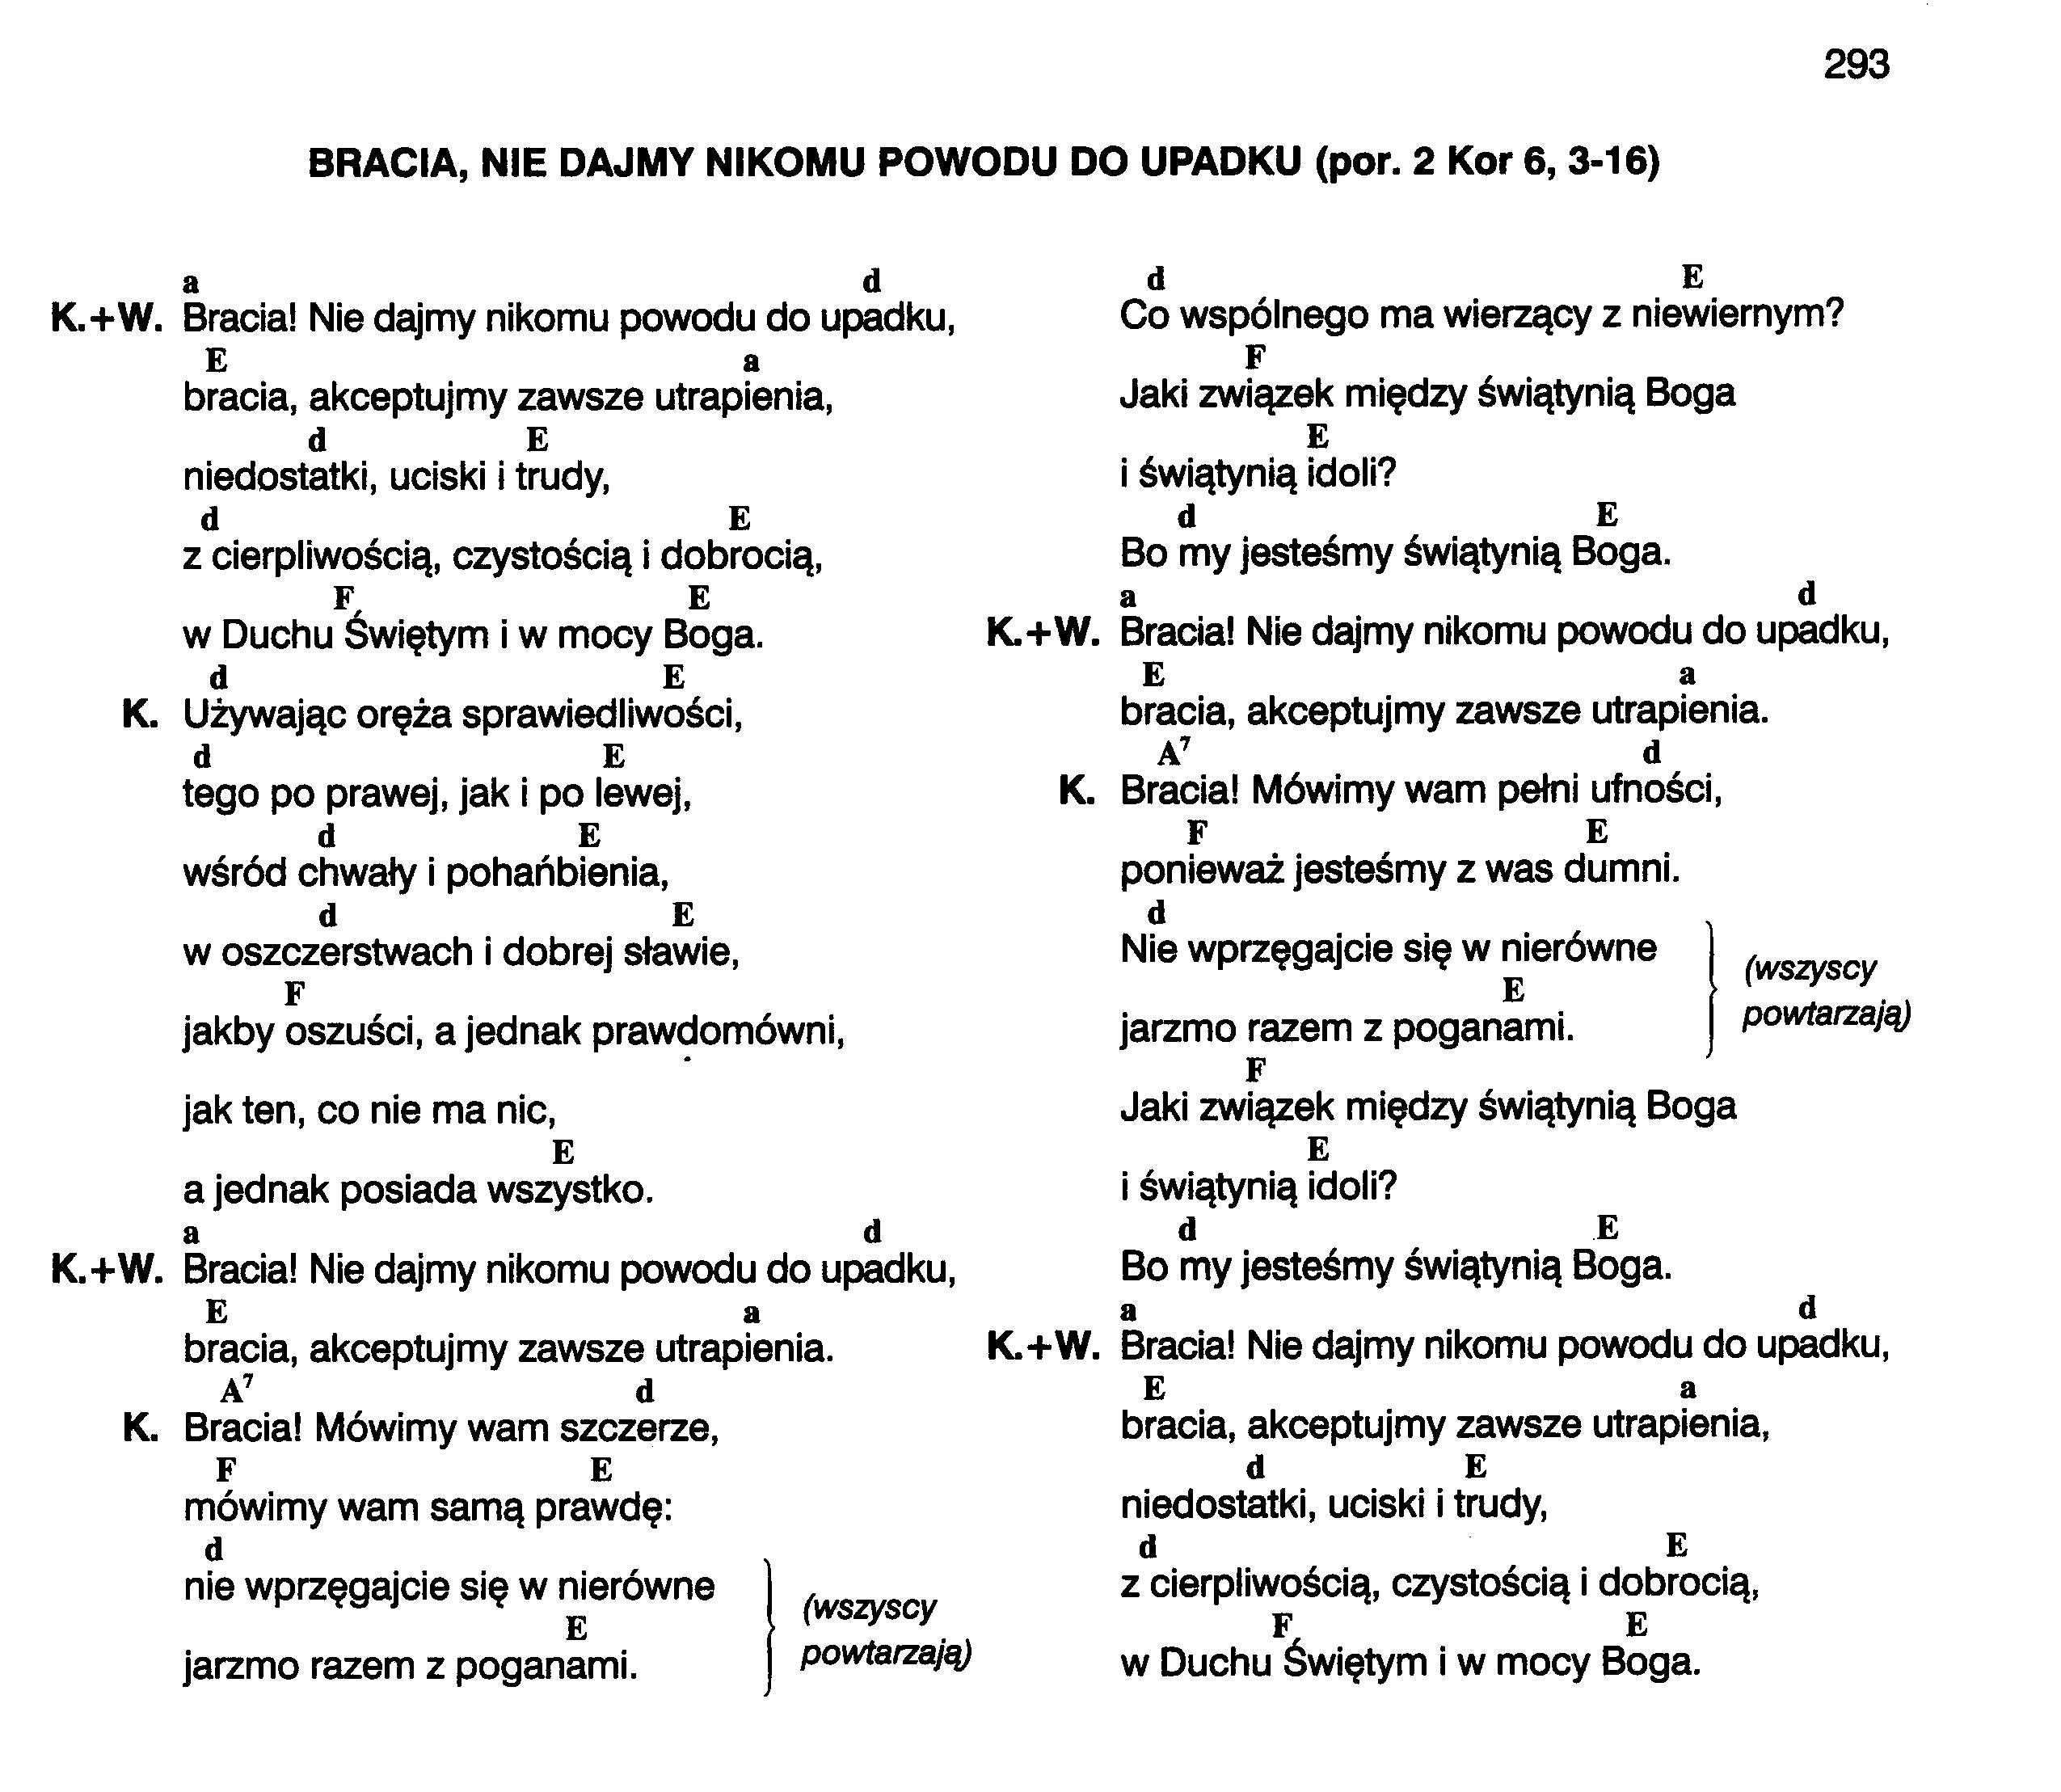 293
BRACIA, NIE DAJMY NIKOMU POWODU DO UPADKU (por. 2 Kor 6, 3-16)
a d
K.+W. Bracia! Nie dajmy nikomu powodu do upadku,
E a
bracia, akceptujmy zawsze utrapienia,
d E
niedostatki, uciski i trudy,
d E
z cierpliwością, czystością i dobrocią,
F E
w Duchu Świętym i w mocy Boga.
d E
K. Używając oręża sprawiedliwości,
d E
tego po prawej, jak i po lewej,
d E
wśród chwały i pohańbienia,
d E
w oszczerstwach i dobrej sławie,
F
jakby oszuści, a jednak prawdomówni,
jak ten, co nie ma nic,
E
a jednak posiada wszystko.
a d
K.+W. Bracia! Nie dajmy nikomu powodu do upadku,
E a
bracia, akceptujmy zawsze utrapienia.
A7 d
K. Bracia! Mówimy wam szczerze,
F E
mówimy wam samą prawdę:
d
nie wprzęgajcie się w nierówne
(wszyscy
E
jarzmo razem z poganami.
powtarzają)
d E
Co wspólnego ma wierzący z niewiernym?
F
Jaki związek między świątynią Boga
E
i świątynią idoli?
d E
Bo my jesteśmy świątynią Boga.
a d
K.+W. Bracia! Nie dajmy nikomu powodu do upadku,
E a
bracia, akceptujmy zawsze utrapienia.
A7 d
K. Bracia! Mówimy wam pełni ufności,
F E
ponieważ jesteśmy z was dumni.
d
Nie wprzęgajcie się w nierówne
(wszyscy
E
jarzmo razem z poganami.
powtarzają)
F
Jaki związek między świątynią Boga
E
i świątynią idoli?
d E
Bo my jesteśmy świątynią Boga.
a d
K.+W. Bracia! Nie dajmy nikomu powodu do upadku,
E a
bracia, akceptujmy zawsze utrapienia,
d E
niedostatki, uciski i trudy,
d E
z cierpliwością, czystością i dobrocią,
F E
w Duchu Świętym i w mocy Boga.